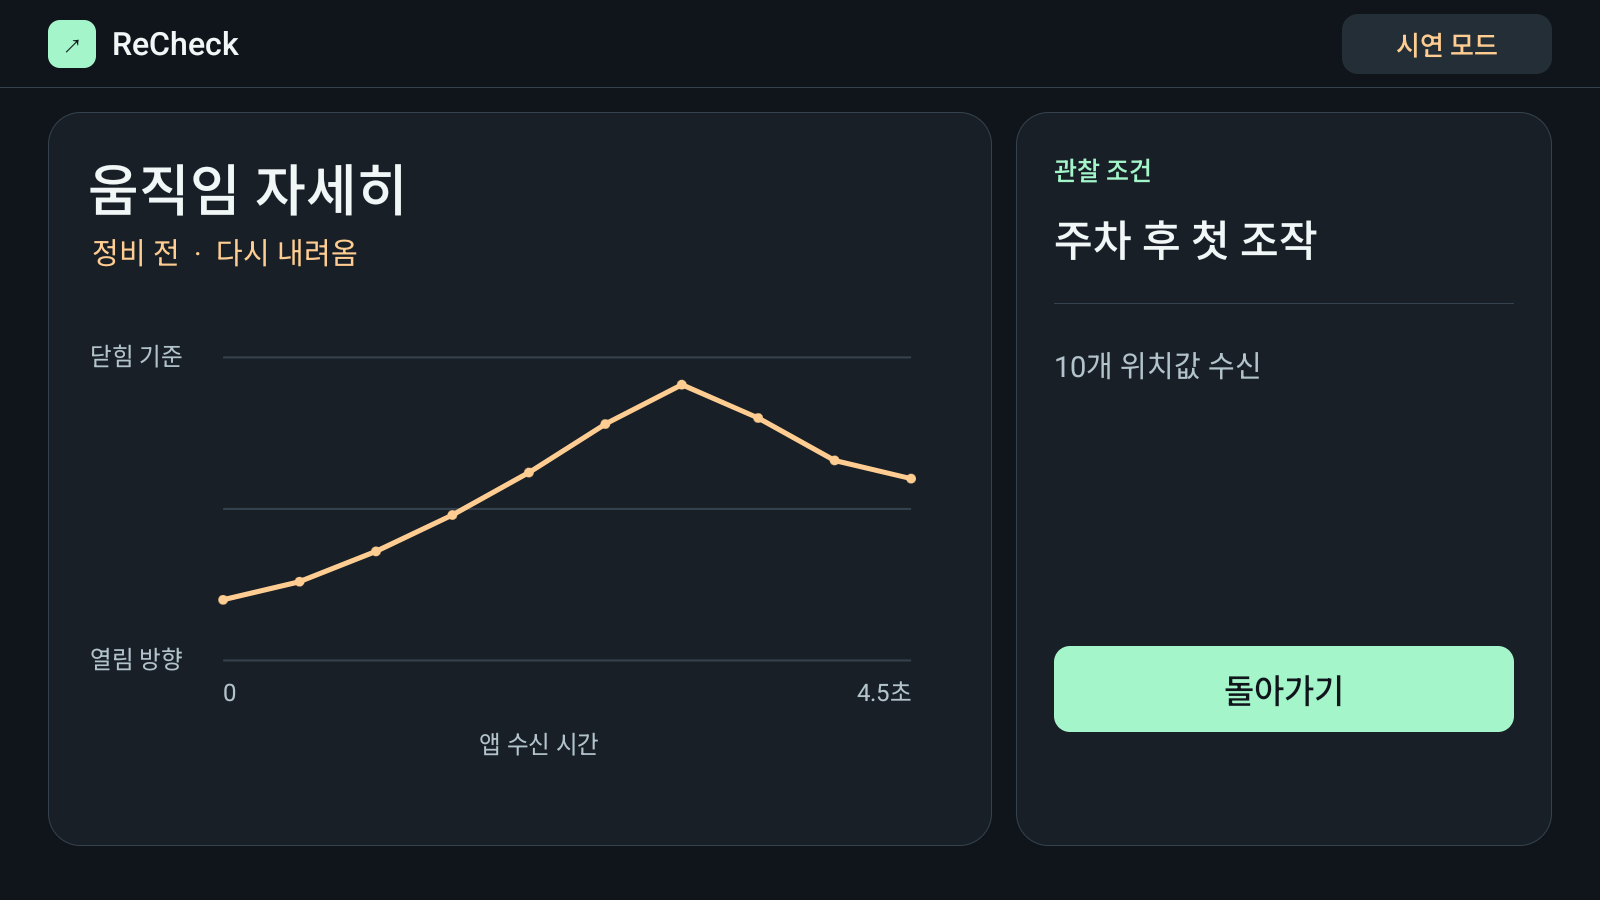 ReCheck
시연 모드
움직임 자세히
정비 전 · 다시 내려옴
닫힘 기준
열림 방향
0
4.5초
앱 수신 시간
관찰 조건
주차 후 첫 조작
10개 위치값 수신
돌아가기